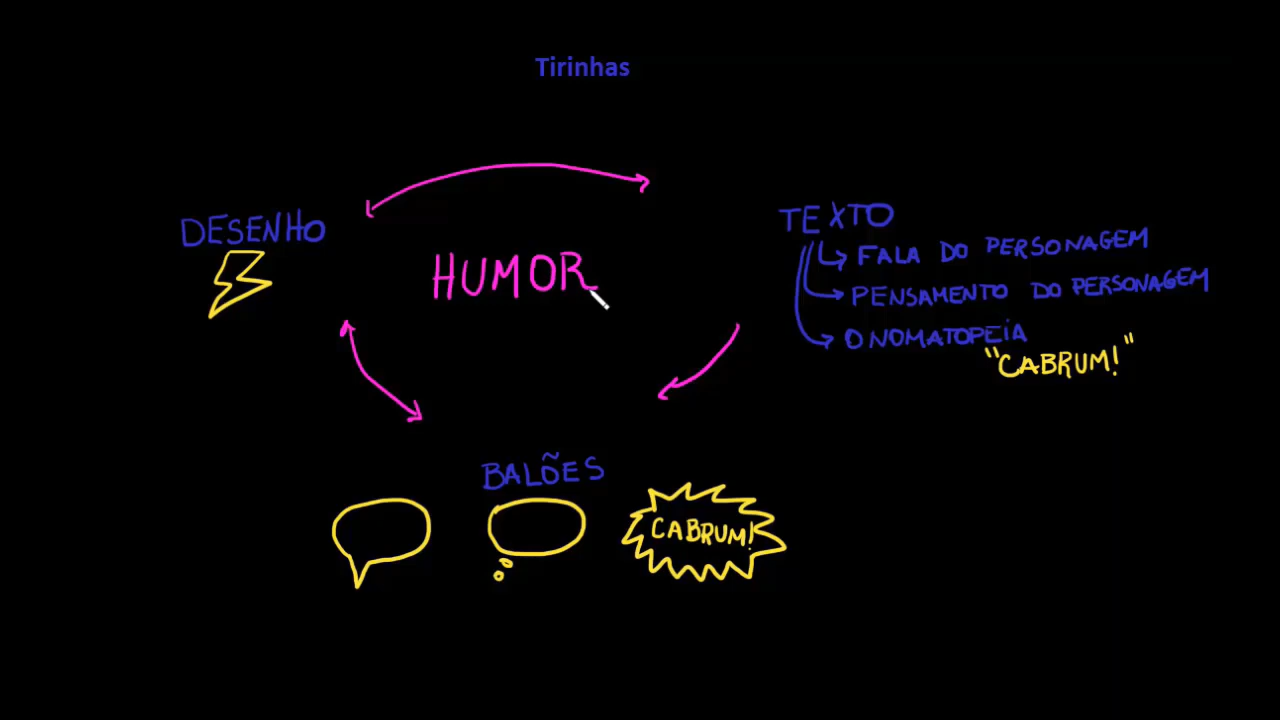 Tirinhas
DESENHO
HUMOR
TEXTO
FALA DO PERSONAGEM
PENSAMENTO DO PERSONAGEM
ONOMATOPEIA
"CABRUM!"
BALÕES
CABRUM!